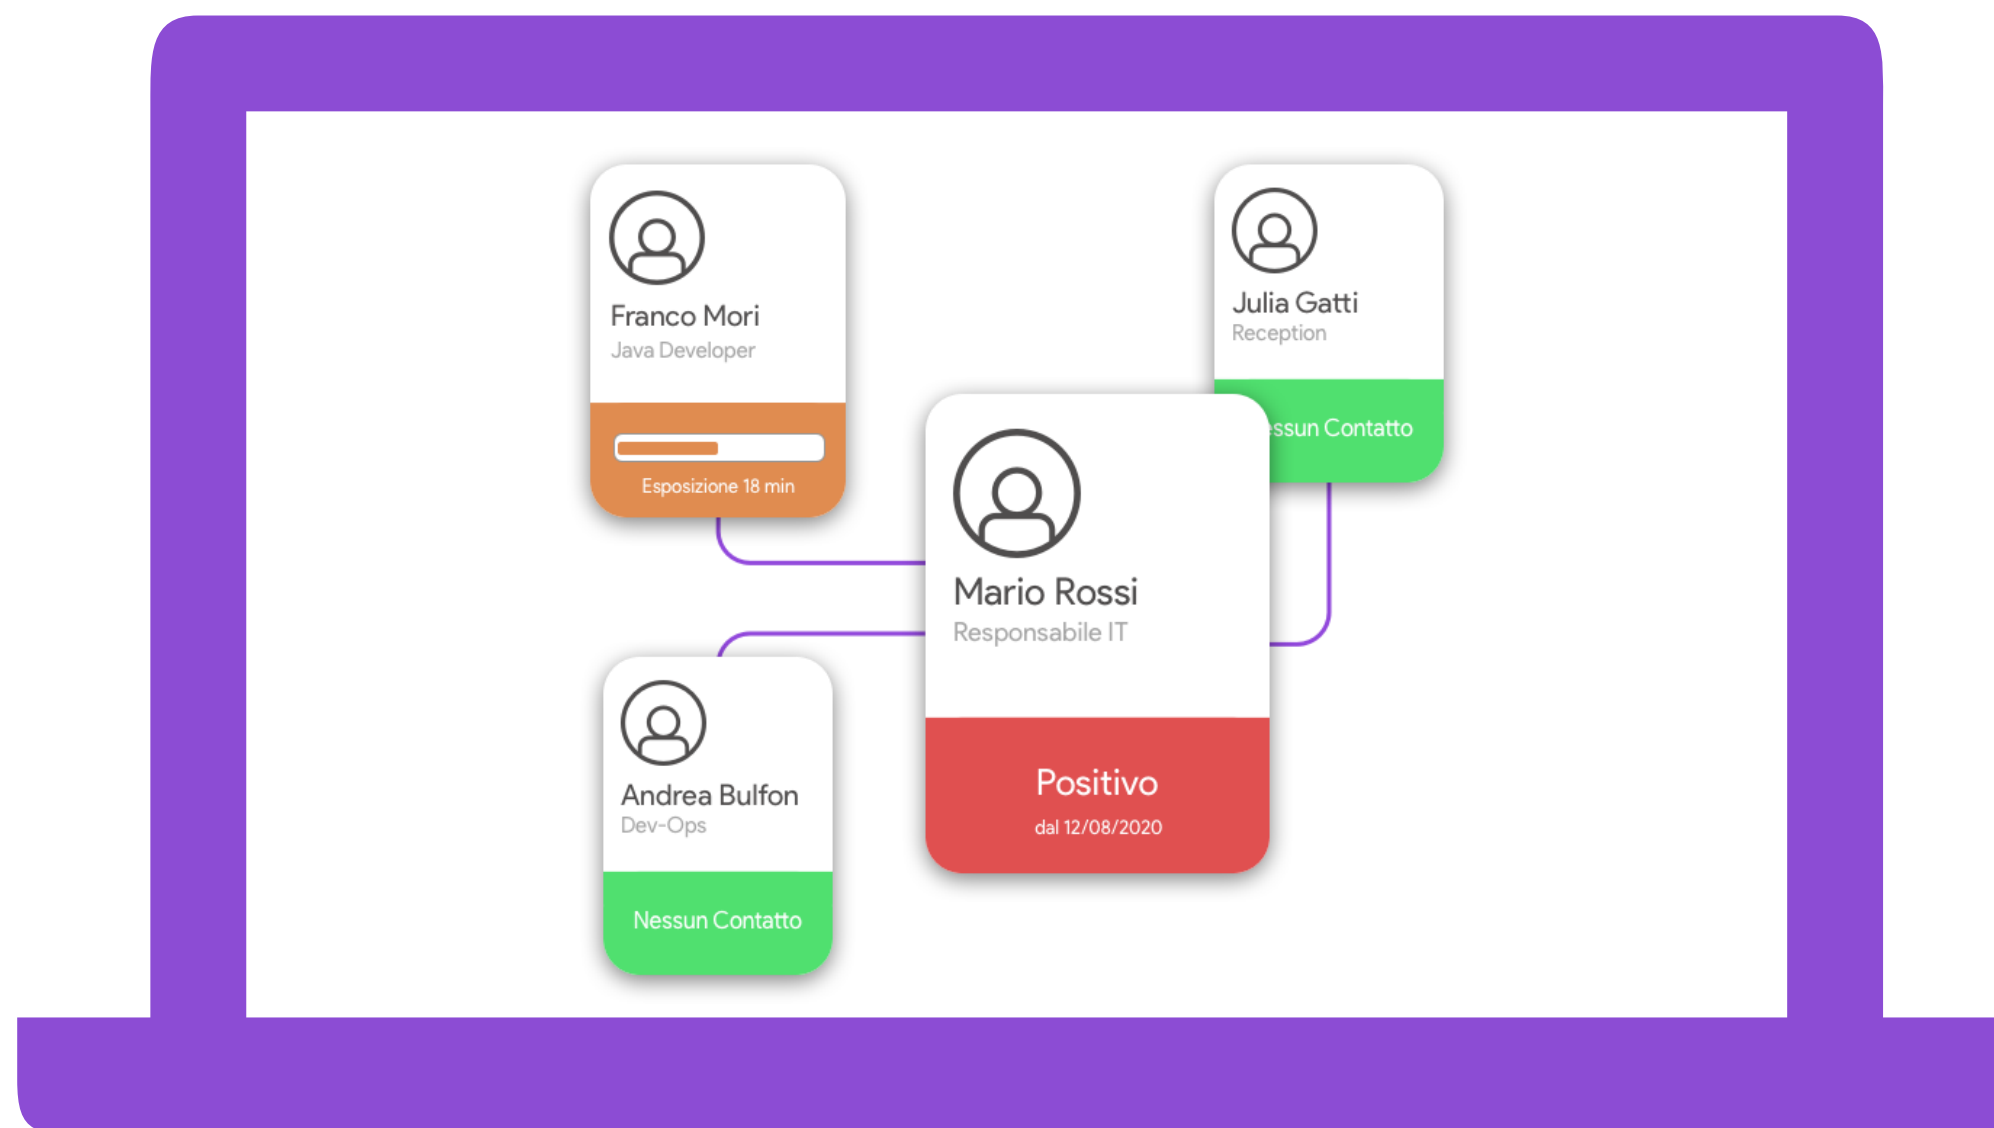 Franco Mori
Java Developer
Esposizione 18 min
Julia Gatti
Reception
Contatto
Mario Rossi
Responsabile IT
Positivo
dal 12/08/2020
Andrea Bulfon
Dev-Ops
Nessun Contatto